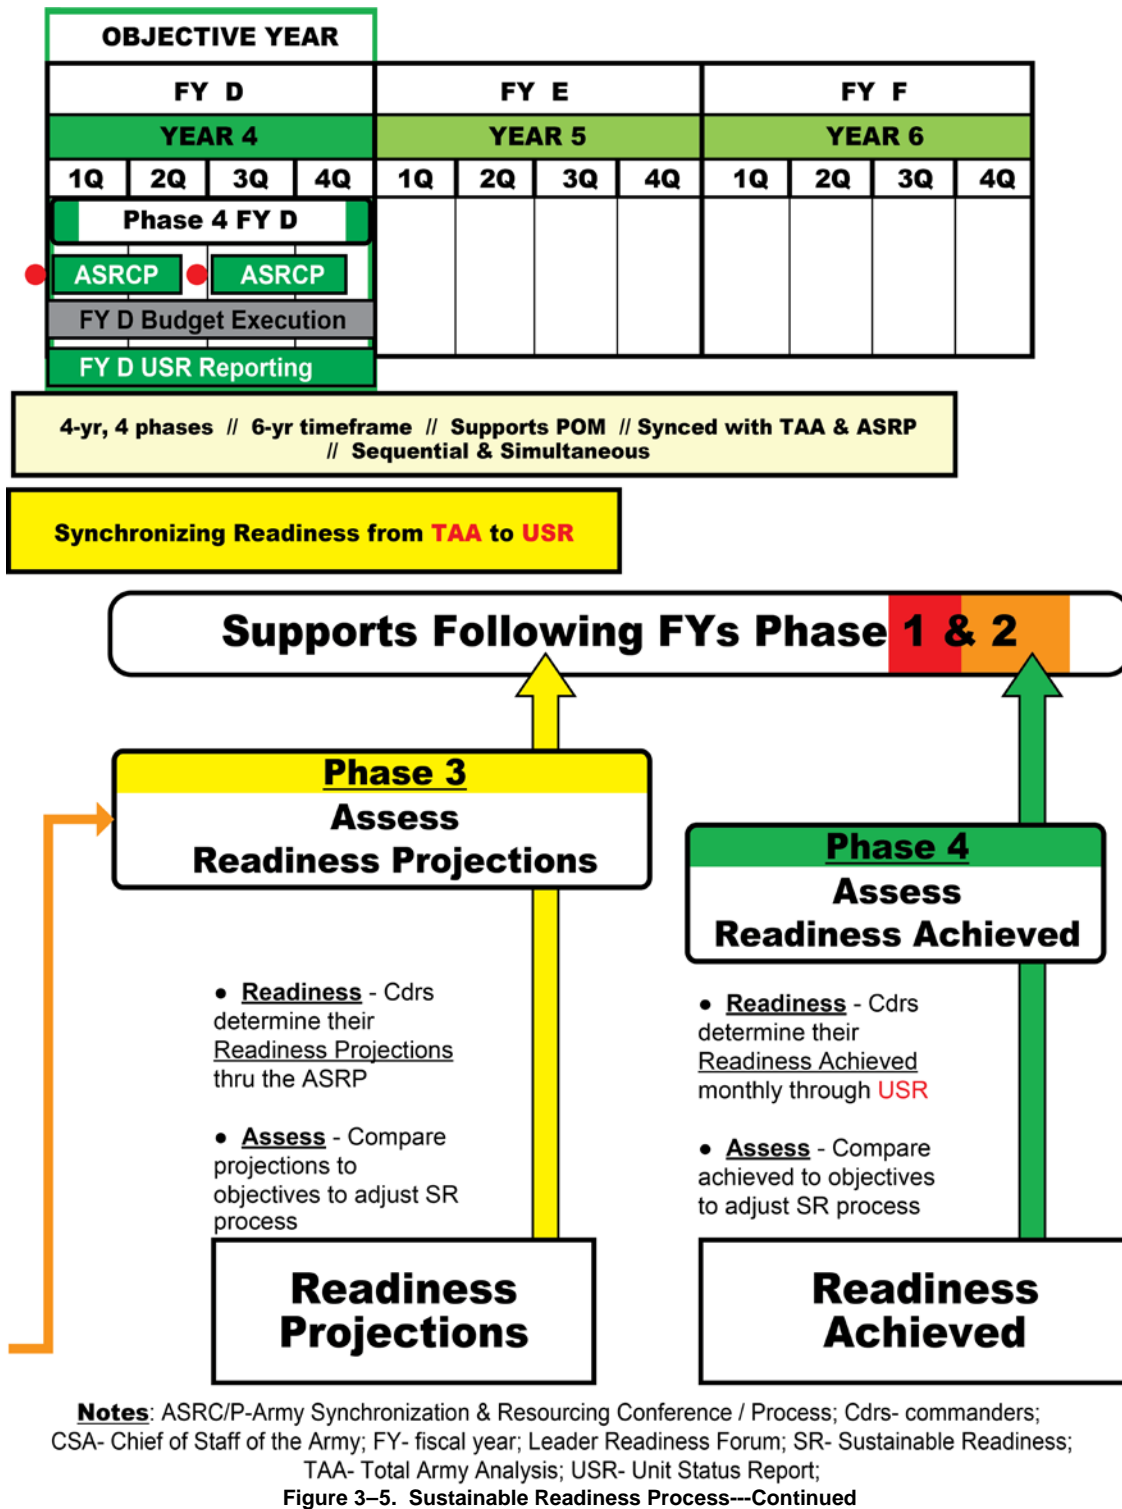 OBJECTIVE YEAR
FY D
FY E
FY F
YEAR 4
YEAR 5
YEAR 6
1Q 2Q 3Q 4Q 1Q 2Q 3Q 4Q 1Q 2Q 3Q 4Q
Phase 4 FY D
ASRCP ASRCP
FY D Budget Execution
FY D USR Reporting
4-yr, 4 phases // 6-yr timeframe // Supports POM // Synced with TAA & ASRP
// Sequential & Simultaneous
Synchronizing Readiness from TAA to USR
Supports Following FYs Phase 1 & 2
Phase 3
Assess
Readiness Projections
Phase 4
Assess
Readiness Achieved
● Readiness - Cdrs
determine their
Readiness Projections
thru the ASRP
● Assess - Compare
projections to
objectives to adjust SR
process
● Readiness - Cdrs
determine their
Readiness Achieved
monthly through USR
● Assess - Compare
achieved to objectives
to adjust SR process
Readiness
Projections
Readiness
Achieved
Notes: ASRC/P-Army Synchronization & Resourcing Conference / Process; Cdrs- commanders;
CSA- Chief of Staff of the Army; FY- fiscal year; Leader Readiness Forum; SR- Sustainable Readiness;
TAA- Total Army Analysis; USR- Unit Status Report;
Figure 3–5. Sustainable Readiness Process---Continued